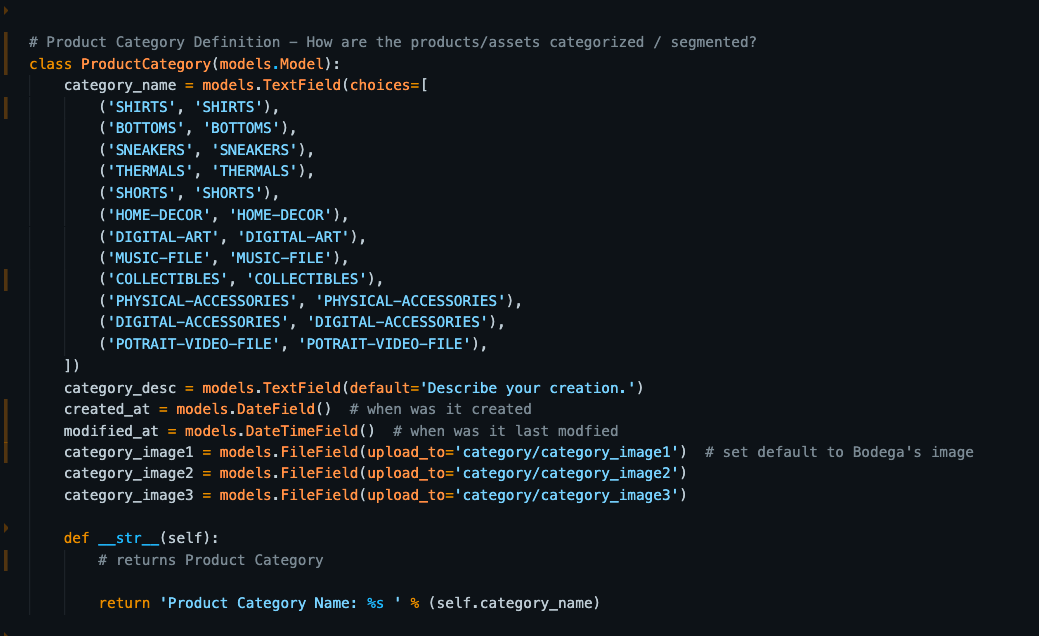 # Product Category Definition – How are the products/assets categorized / segmented?
class ProductCategory(models.Model):
    category_name = models.TextField(choices=[
        ('SHIRTS', 'SHIRTS'),
        ('BOTTOMS', 'BOTTOMS'),
        ('SNEAKERS', 'SNEAKERS'),
        ('THERMALS', 'THERMALS'),
        ('SHORTS', 'SHORTS'),
        ('HOME-DECOR', 'HOME-DECOR'),
        ('DIGITAL-ART', 'DIGITAL-ART'),
        ('MUSIC-FILE', 'MUSIC-FILE'),
        ('COLLECTIBLES', 'COLLECTIBLES'),
        ('PHYSICAL-ACCESSORIES', 'PHYSICAL-ACCESSORIES'),
        ('DIGITAL-ACCESSORIES', 'DIGITAL-ACCESSORIES'),
        ('POTRAIT-VIDEO-FILE', 'POTRAIT-VIDEO-FILE'),
    ])
    category_desc = models.TextField(default='Describe your creation.')
    created_at = models.DateField()  # when was it created
    modified_at = models.DateTimeField()  # when was it last modfied
    category_image1 = models.FileField(upload_to='category/category_image1')  # set default to Bodega's image
    category_image2 = models.FileField(upload_to='category/category_image2')
    category_image3 = models.FileField(upload_to='category/category_image3')
    def __str__(self):
        # returns Product Category
        return 'Product Category Name: %s ' % (self.category_name)